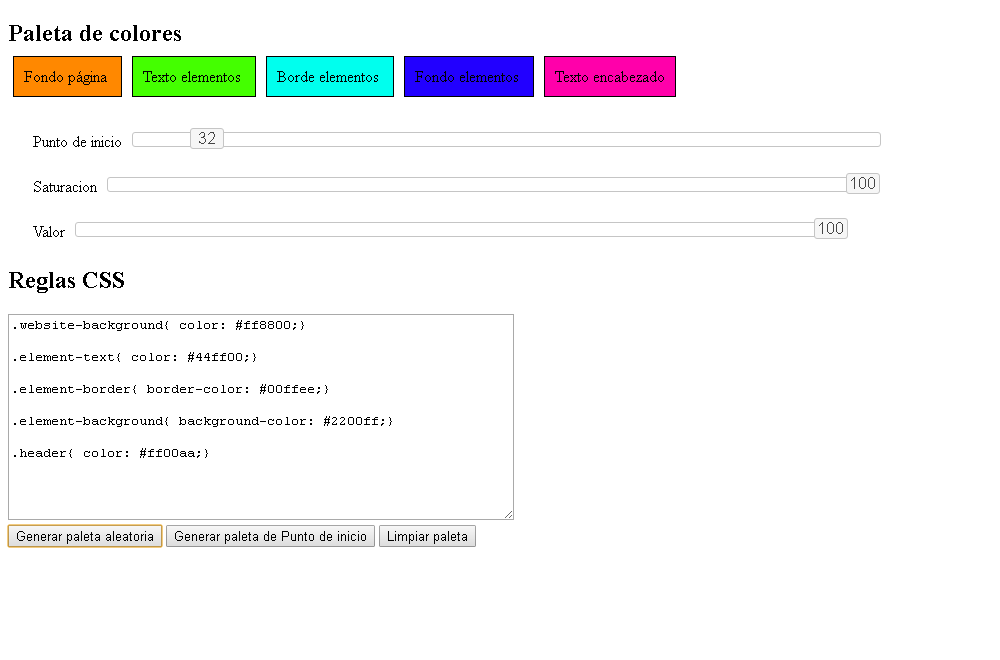 Paleta de colores
Fondo página Texto elementos Borde elementos Fondo elementos Texto encabezado
Punto de inicio 32
Saturacion 100
Valor 100
Reglas CSS
.website-background{ color: #ff8800;}
.element-text{ color: #44ff00;}
.element-border{ border-color: #00ffee;}
.element-background{ background-color: #2200ff;}
.header{ color: #ff00aa;}
Generar paleta aleatoria Generar paleta de Punto de inicio Limpiar paleta